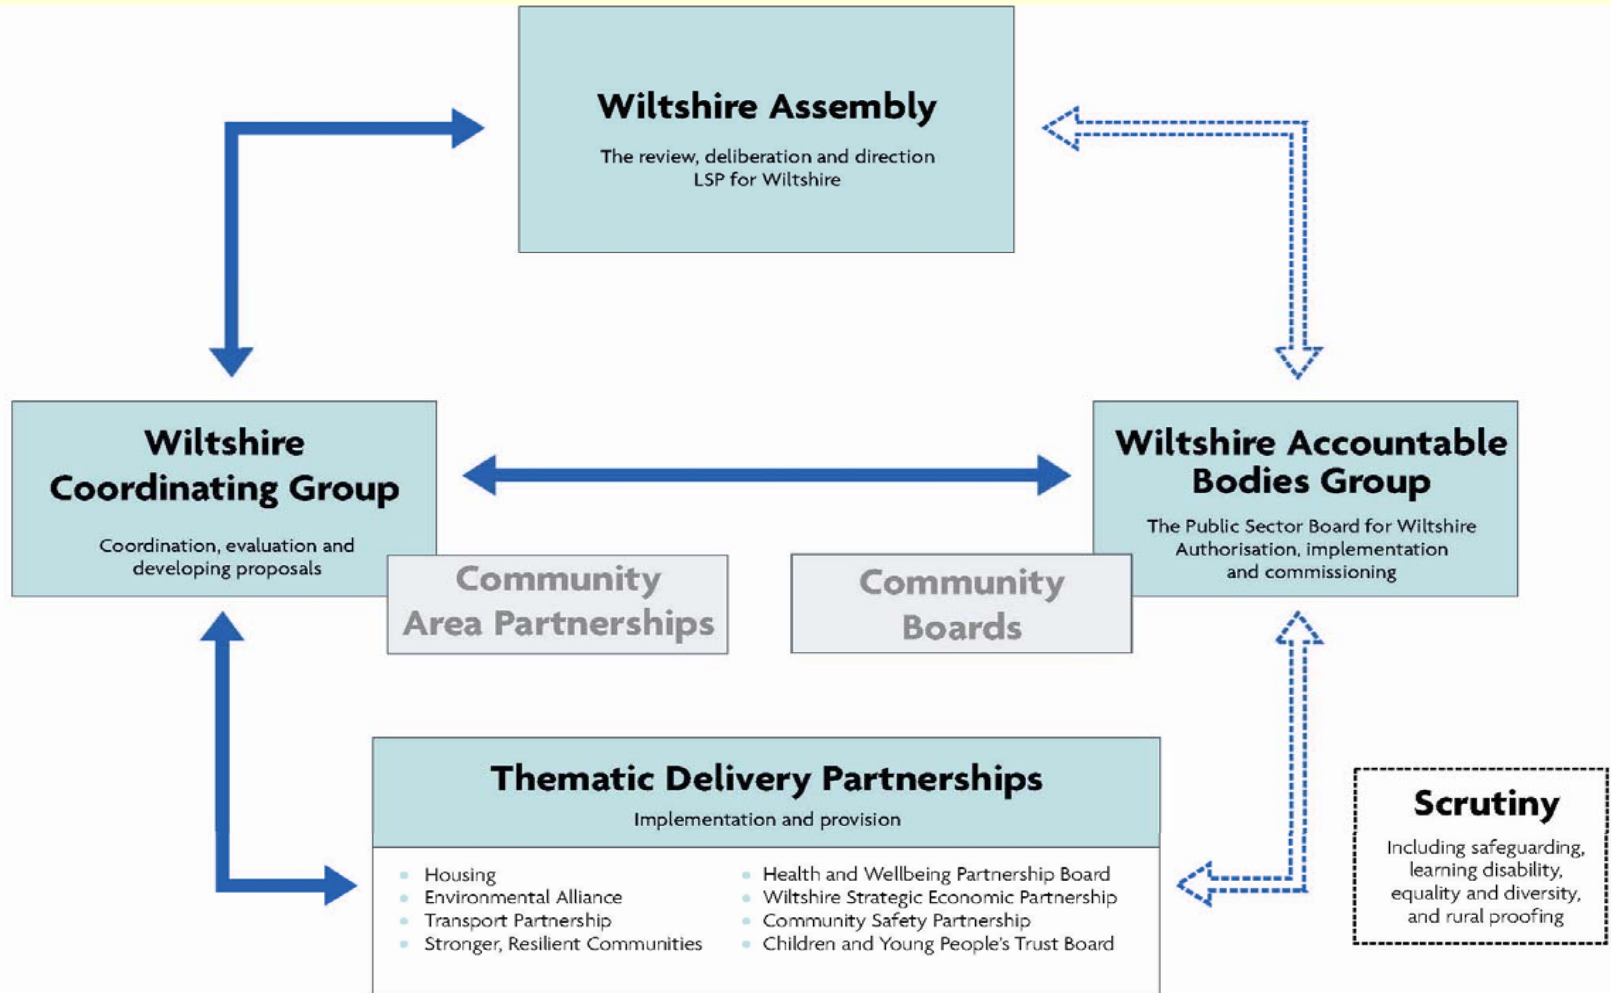 Wiltshire Assembly
The review, deliberation and direction
LSP for Wiltshire
Wiltshire
Coordinating Group
Coordination, evaluation and
developing proposals
Wiltshire Accountable
Bodies Group
The Public Sector Board for Wiltshire
Authorisation, implementation
and commissioning
Community
Area Partnerships
Community
Boards
Thematic Delivery Partnerships
Implementation and provision
Housing
Environmental Alliance
Transport Partnership
Stronger, Resilient Communities
Health and Wellbeing Partnership Board
Wiltshire Strategic Economic Partnership
Community Safety Partnership
Children and Young People's Trust Board
Scrutiny
Including safeguarding,
learning disability,
equality and diversity,
and rural proofing